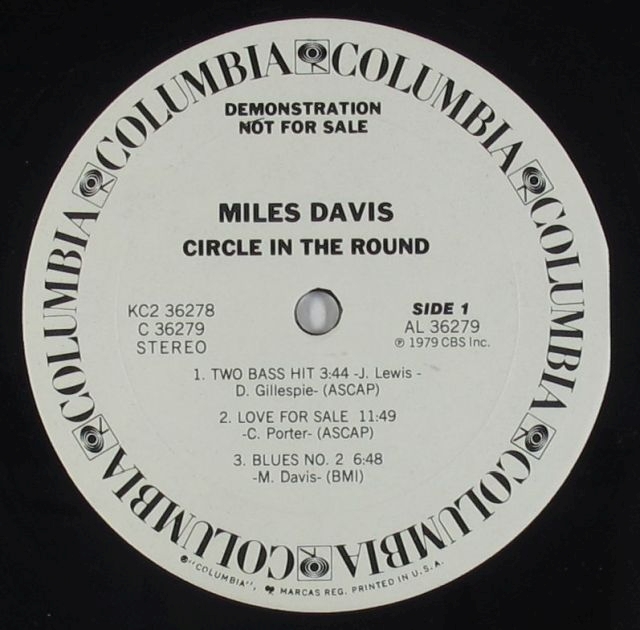 COLUMBIA COLUMBIA COLUMBIA COLUMBIA COLUMBIA COLUMBIA
DEMONSTRATION
NOT FOR SALE
MILES DAVIS
CIRCLE IN THE ROUND
KC2 36278
C 36279
STEREO
SIDE 1
AL 36279
℗ 1979 CBS Inc.
1. TWO BASS HIT 3:44 -J. Lewis -
D. Gillespie- (ASCAP)
2. LOVE FOR SALE 11:49
-C. Porter- (ASCAP)
3. BLUES NO. 2 6:48
-M. Davis- (BMI)
®"COLUMBIA", MARCAS REG. PRINTED IN U.S.A.